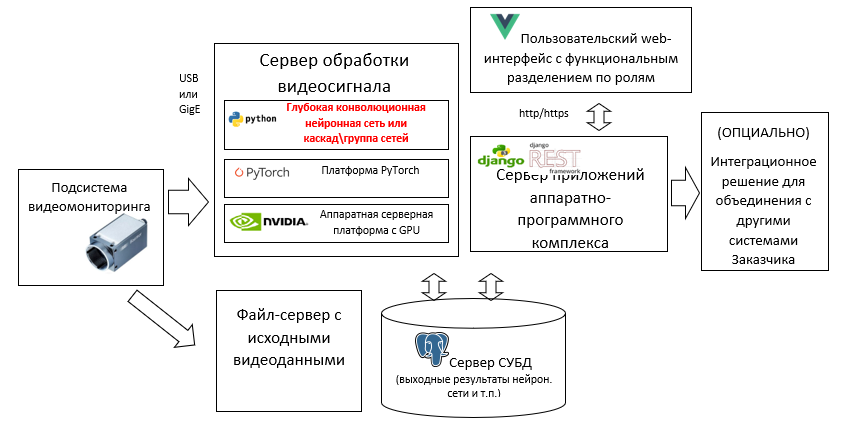 Подсистема
видеомониторинга
USB
или
GigE
Сервер обработки
видеосигнала
python
Глубокая конволюционная
нейронная сеть или
каскад\группа сетей
PyTorch
Платформа PyTorch
NVIDIA.
Аппаратная серверная
платформа с GPU
Файл-сервер с
исходными
видеоданными
Пользовательский web-
интерфейс с функциональным
разделением по ролям
http/https
django
django
REST
framework
Сервер приложений
аппаратно-
программного
комплекса
Сервер СУБД
(выходные результаты нейрон.
сети и т.п.)
(ОПЦИАЛЬНО)
Интеграционное
решение для
объединения с
другими
системами
Заказчика